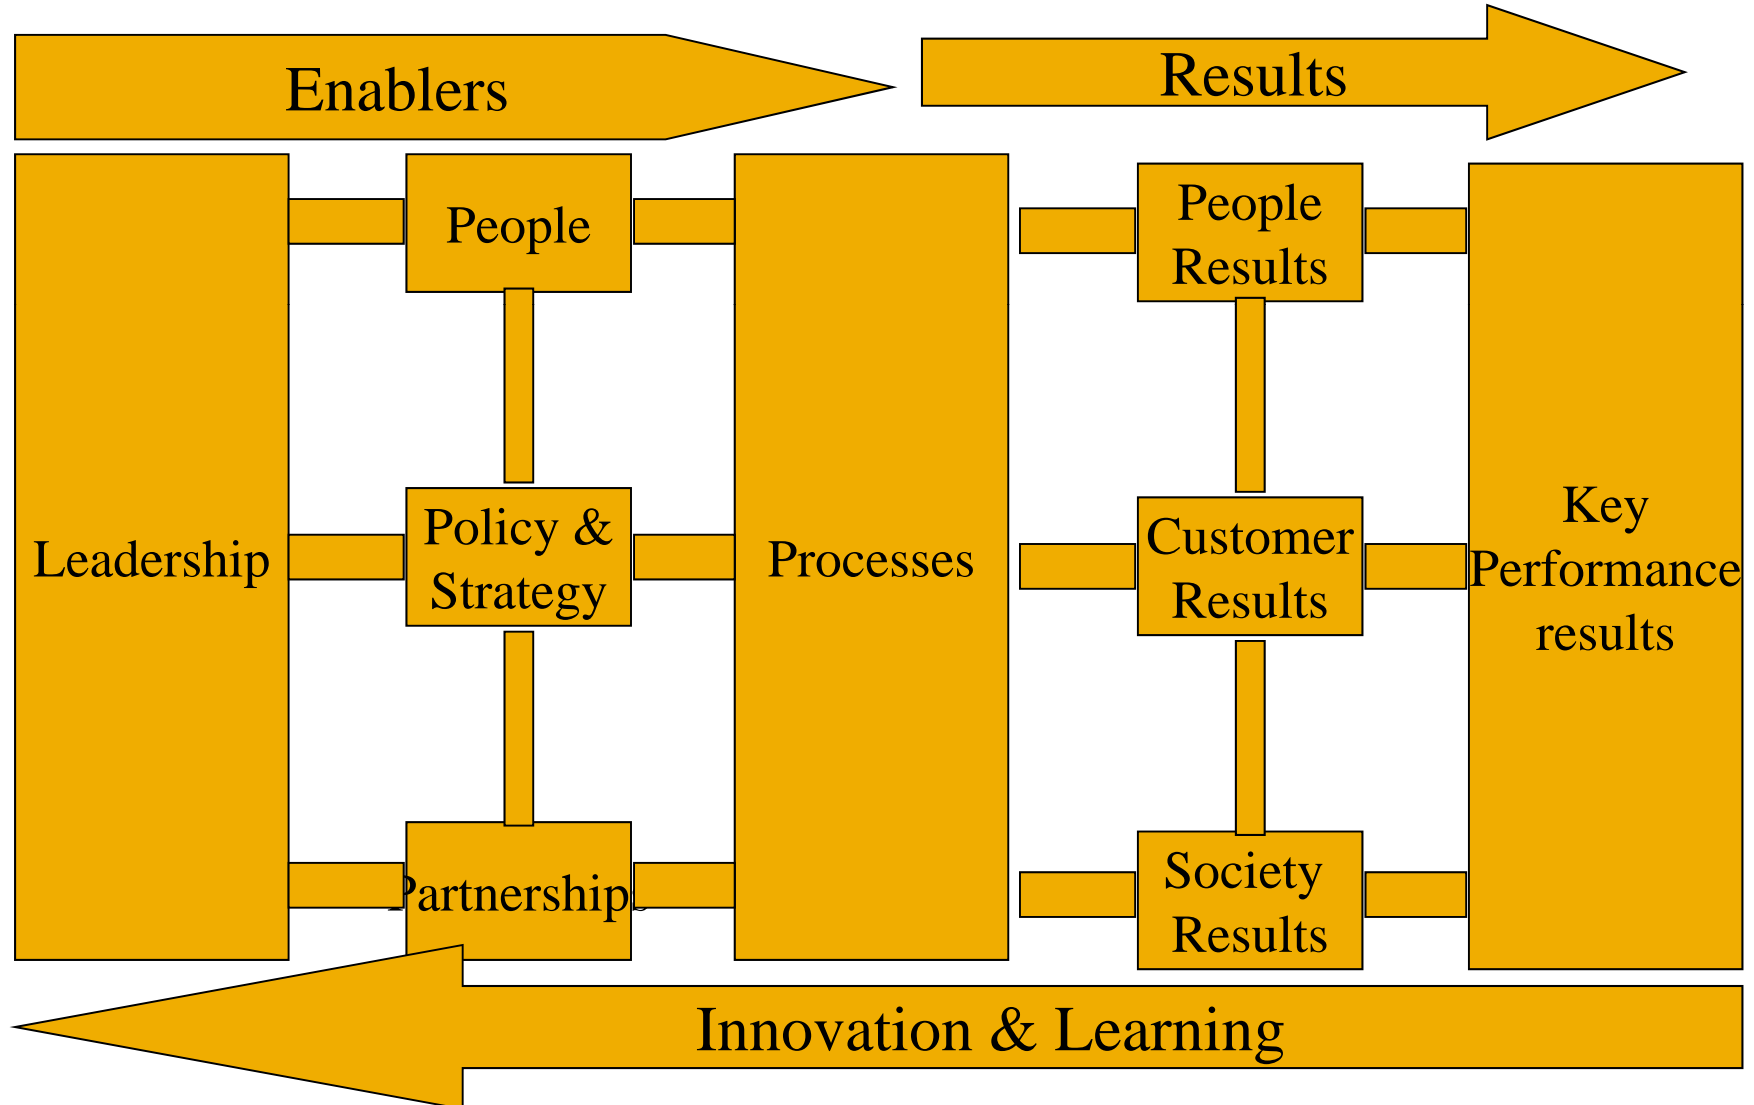 Enablers
Results
Leadership
People
Policy &
Strategy
Partnerships
Processes
People
Results
Customer
Results
Society
Results
Key
Performance
results
Innovation & Learning